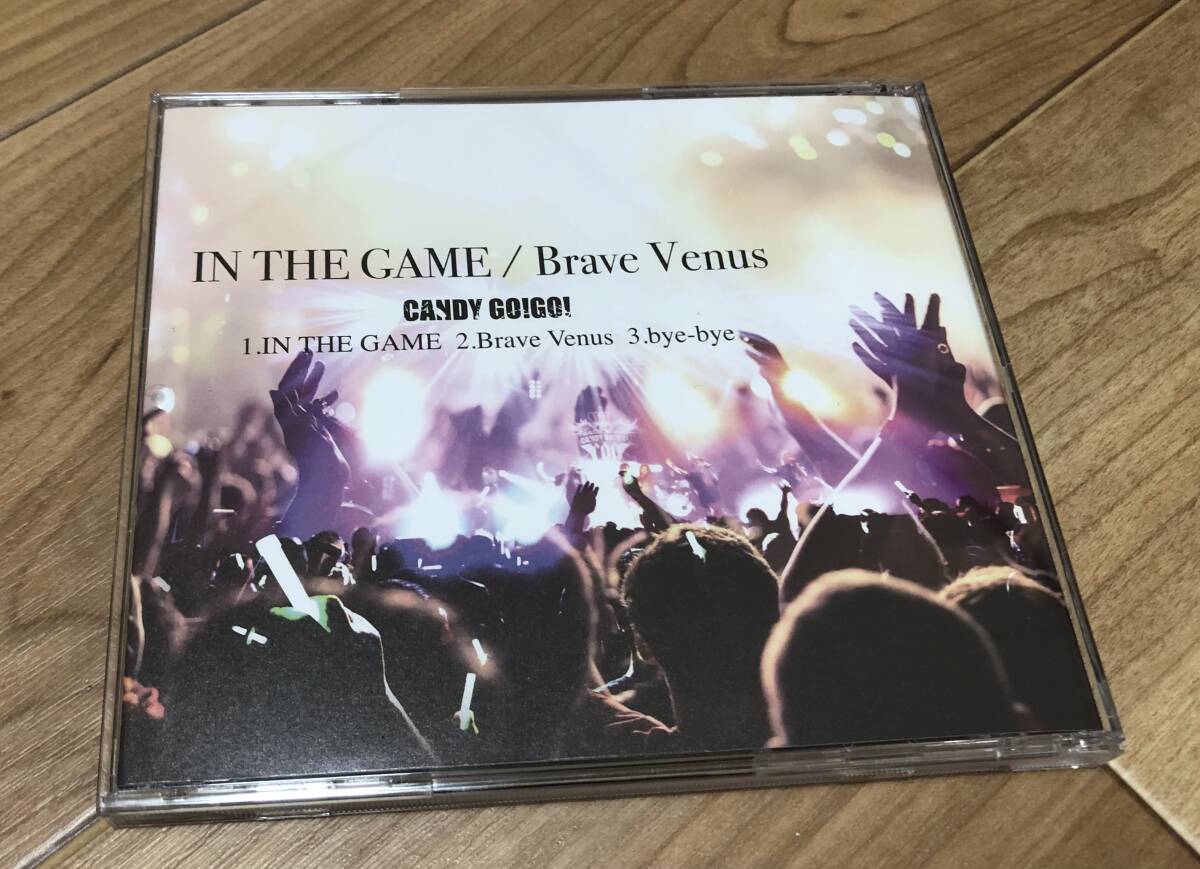 IN THE GAME / Brave Venus
CANDY GO!GO!
1.IN THE GAME 2.Brave Venus 3.bye-bye